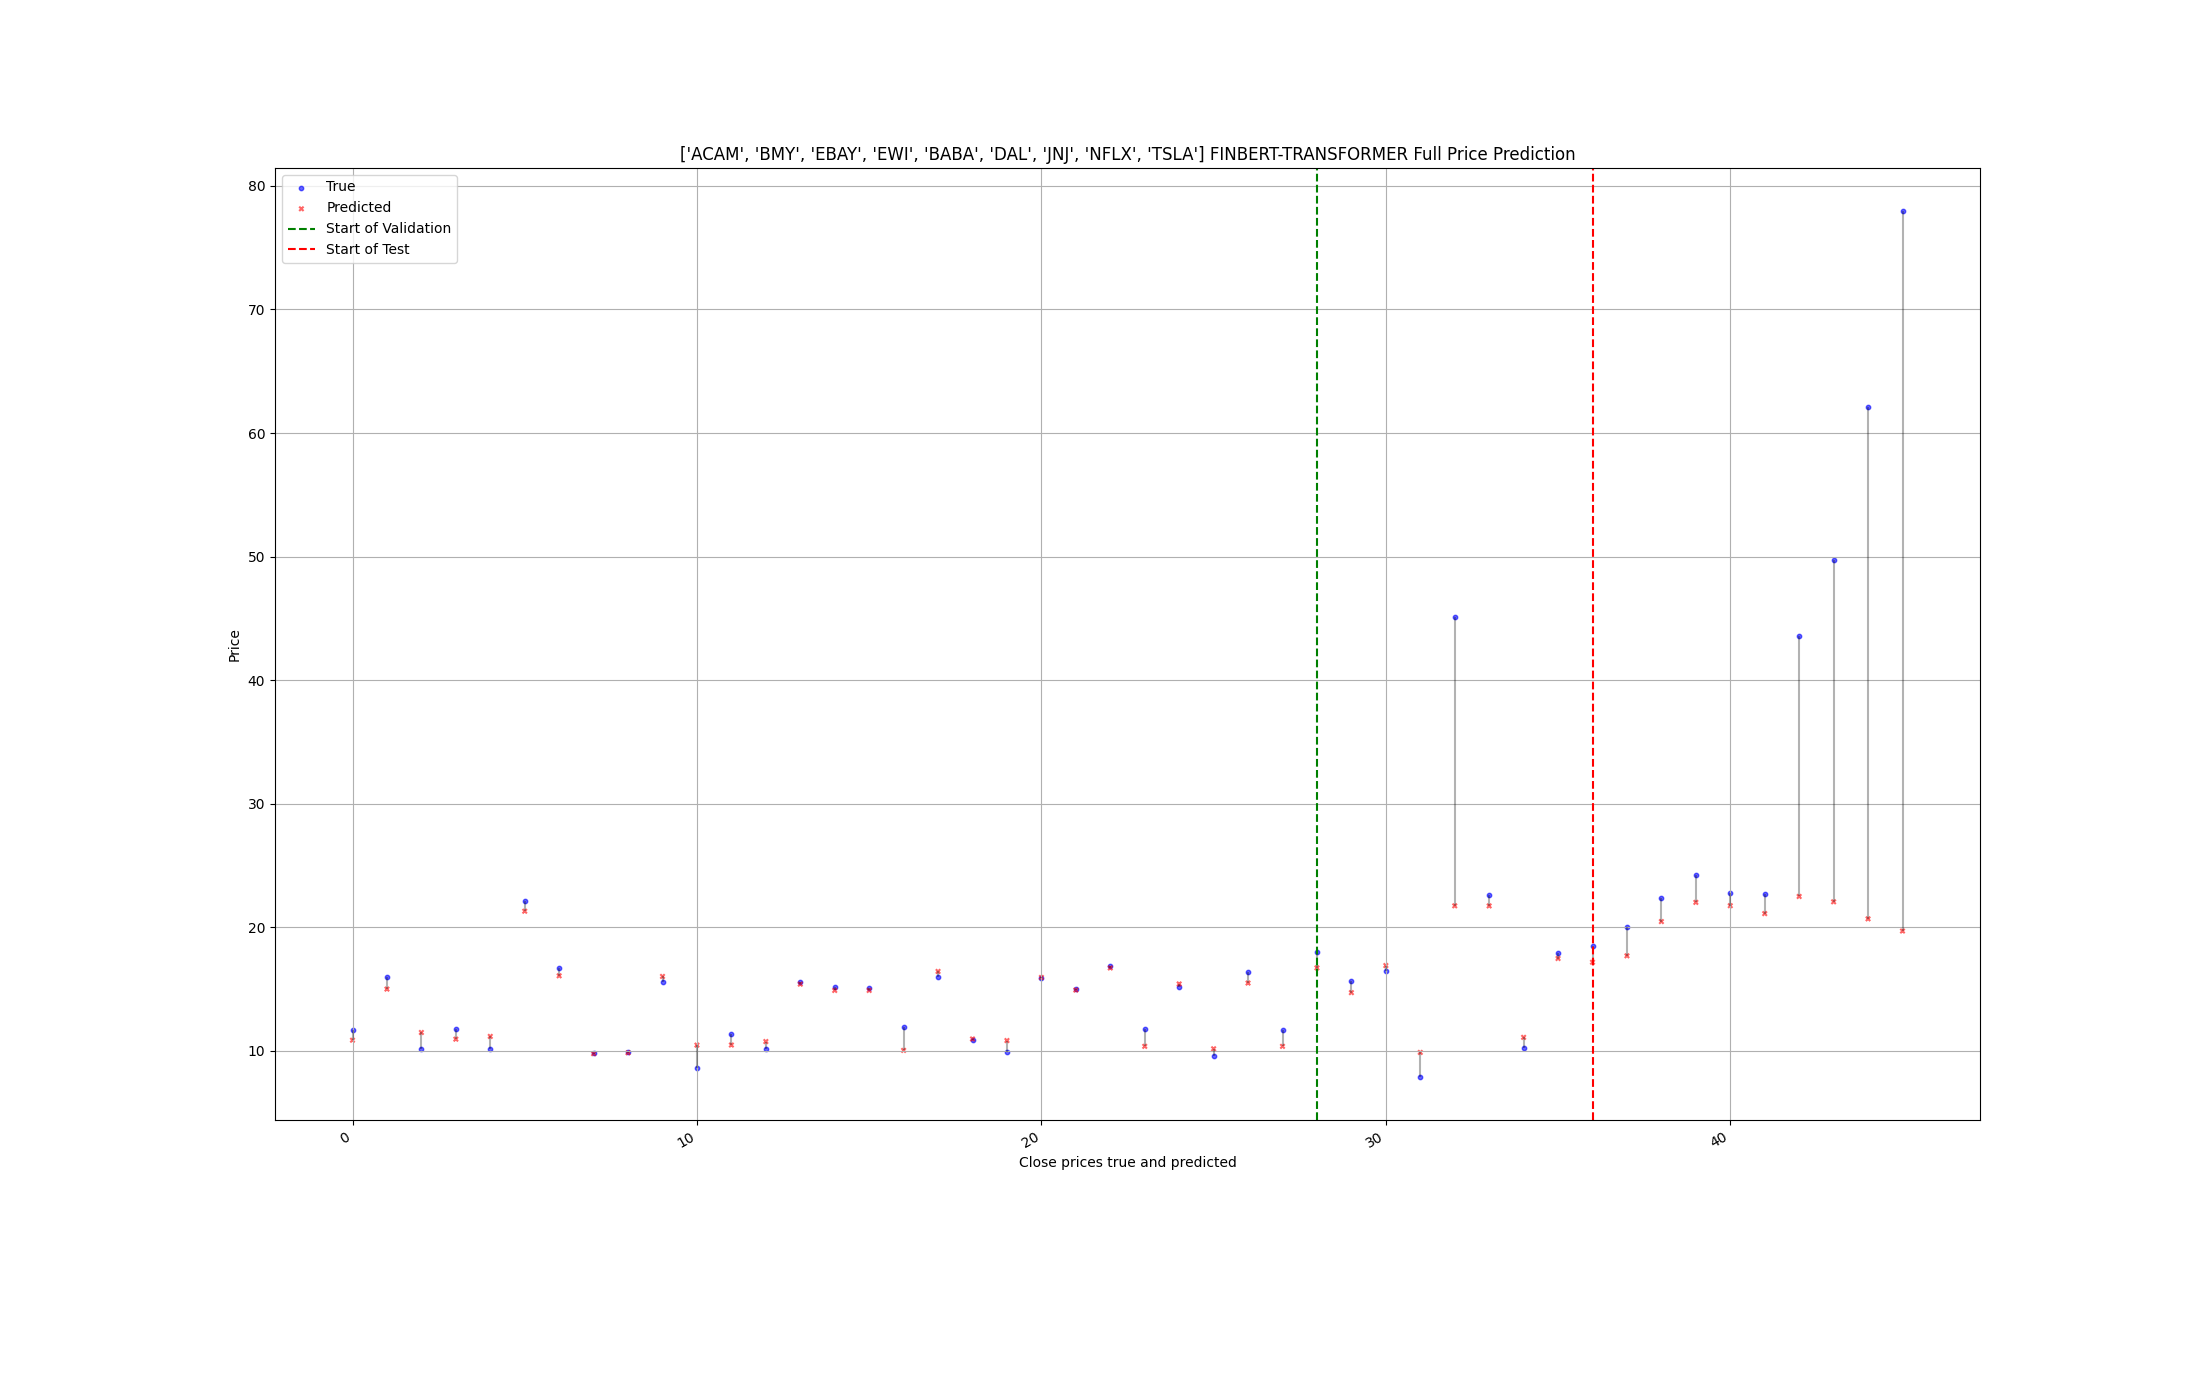 ['ACAM', 'BMY', 'EBAY', 'EWI', 'BABA', 'DAL', 'JNJ', 'NFLX', 'TSLA'] FINBERT-TRANSFORMER Full Price Prediction
True
Predicted
Start of Validation
Start of Test
80
70
60
50
40
30
20
10
Price
0
10
20
30
40
Close prices true and predicted